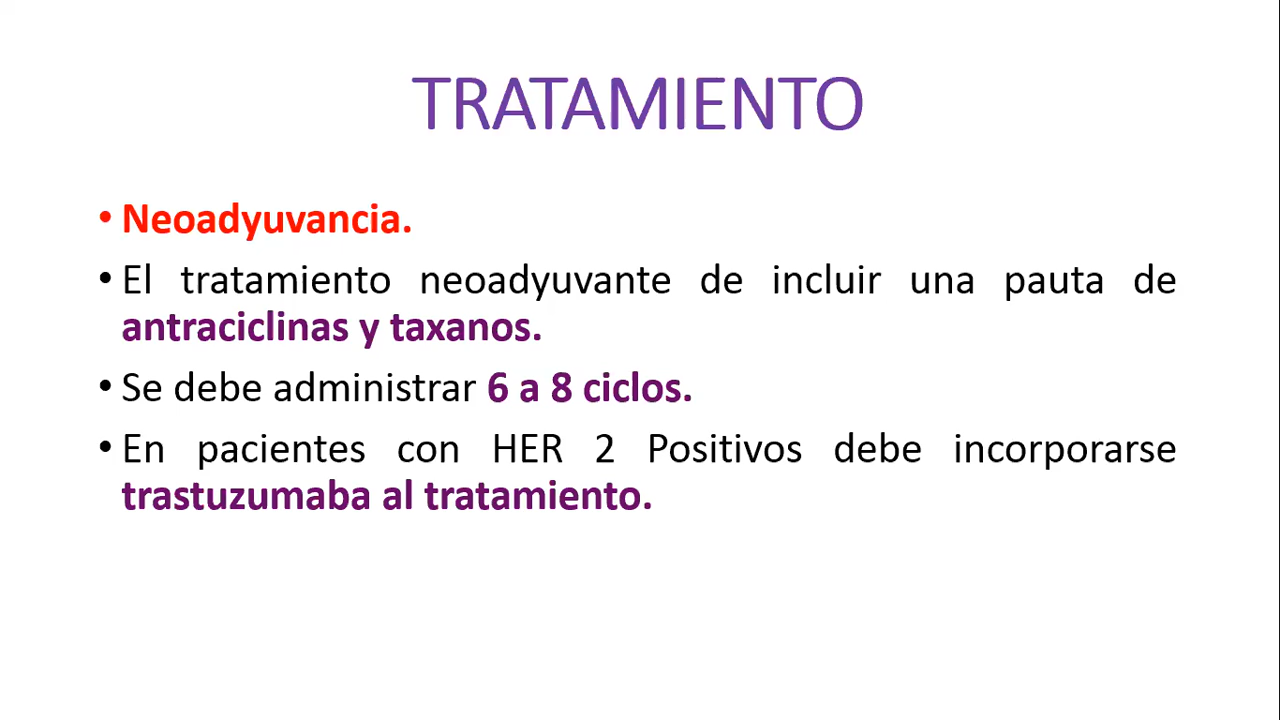 TRATAMIENTO
• Neoadyuvancia.
• El tratamiento neoadyuvante de incluir una pauta de
antraciclinas y taxanos.
• Se debe administrar 6 a 8 ciclos.
• En pacientes con HER 2 Positivos debe incorporarse
trastuzumaba al tratamiento.